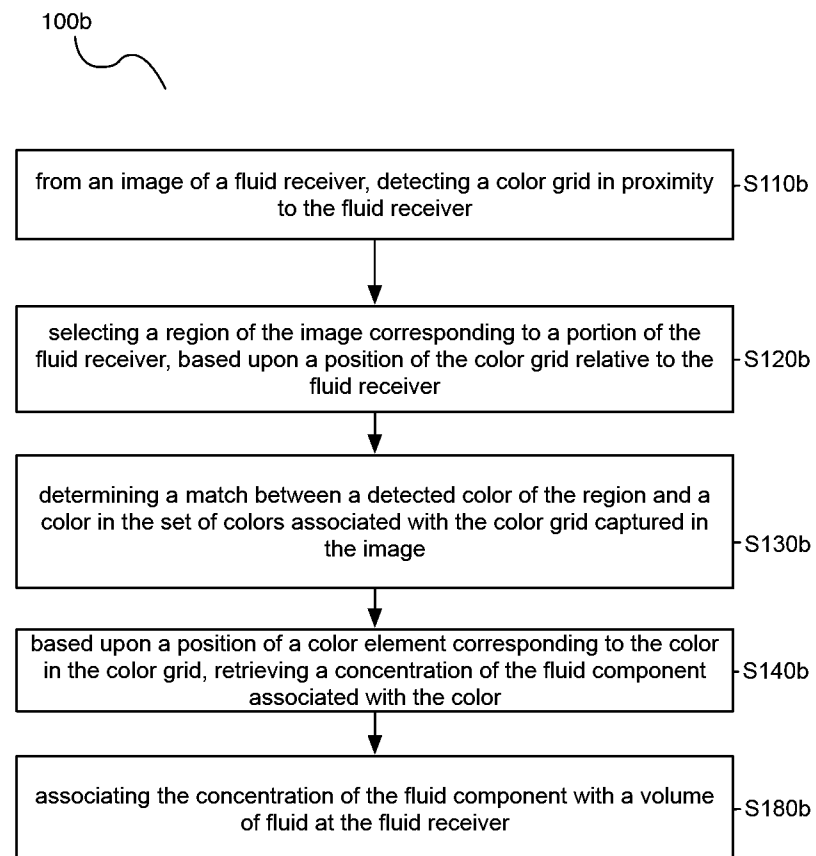 100b
from an image of a fluid receiver, detecting a color grid in proximity
to the fluid receiver
S110b
selecting a region of the image corresponding to a portion of the
fluid receiver, based upon a position of the color grid relative to the
fluid receiver
S120b
determining a match between a detected color of the region and a
color in the set of colors associated with the color grid captured in
the image
S130b
based upon a position of a color element corresponding to the color
in the color grid, retrieving a concentration of the fluid component
associated with the color
S140b
associating the concentration of the fluid component with a volume
of fluid at the fluid receiver
S180b